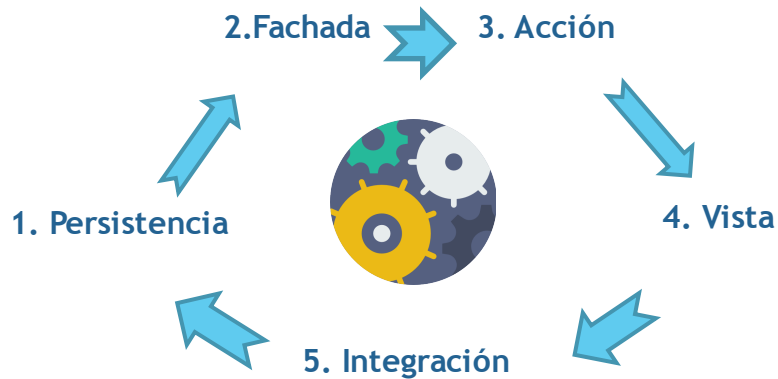 2.Fachada
3. Acción
1. Persistencia
4. Vista
5. Integración